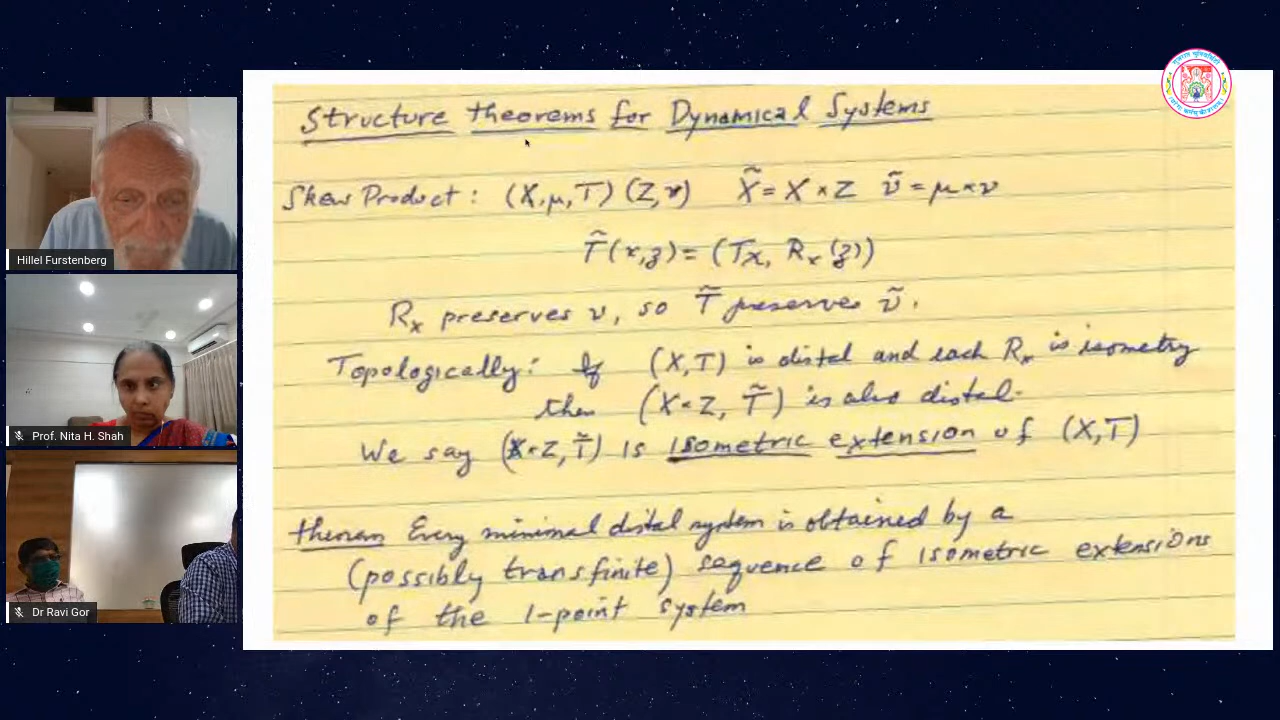 Structure theorems for Dynamical Systems
Skew Product: (X,μ,T) (Z,ν) X̃ = X × Z ν̃ = μ × ν
T̃(x,z) = (Tx, Rₓ(z))
Rₓ preserves ν, so T̃ preserves ν̃.
Topologically: If (X,T) is distal and each Rₓ is isometry
then (X×Z, T̃) is also distal.
We say (X×Z, T̃) is isometric extension of (X,T)
theorem Every minimal distal system is obtained by a
(possibly transfinite) sequence of isometric extensions
of the 1-point system
Hillel Furstenberg
Prof. Nita H. Shah
Dr Ravi Gor